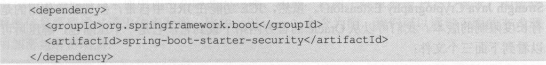 <dependency>
<groupId>org.springframework.boot</groupId>
<artifactId>spring-boot-starter-security</artifactId>
</dependency>